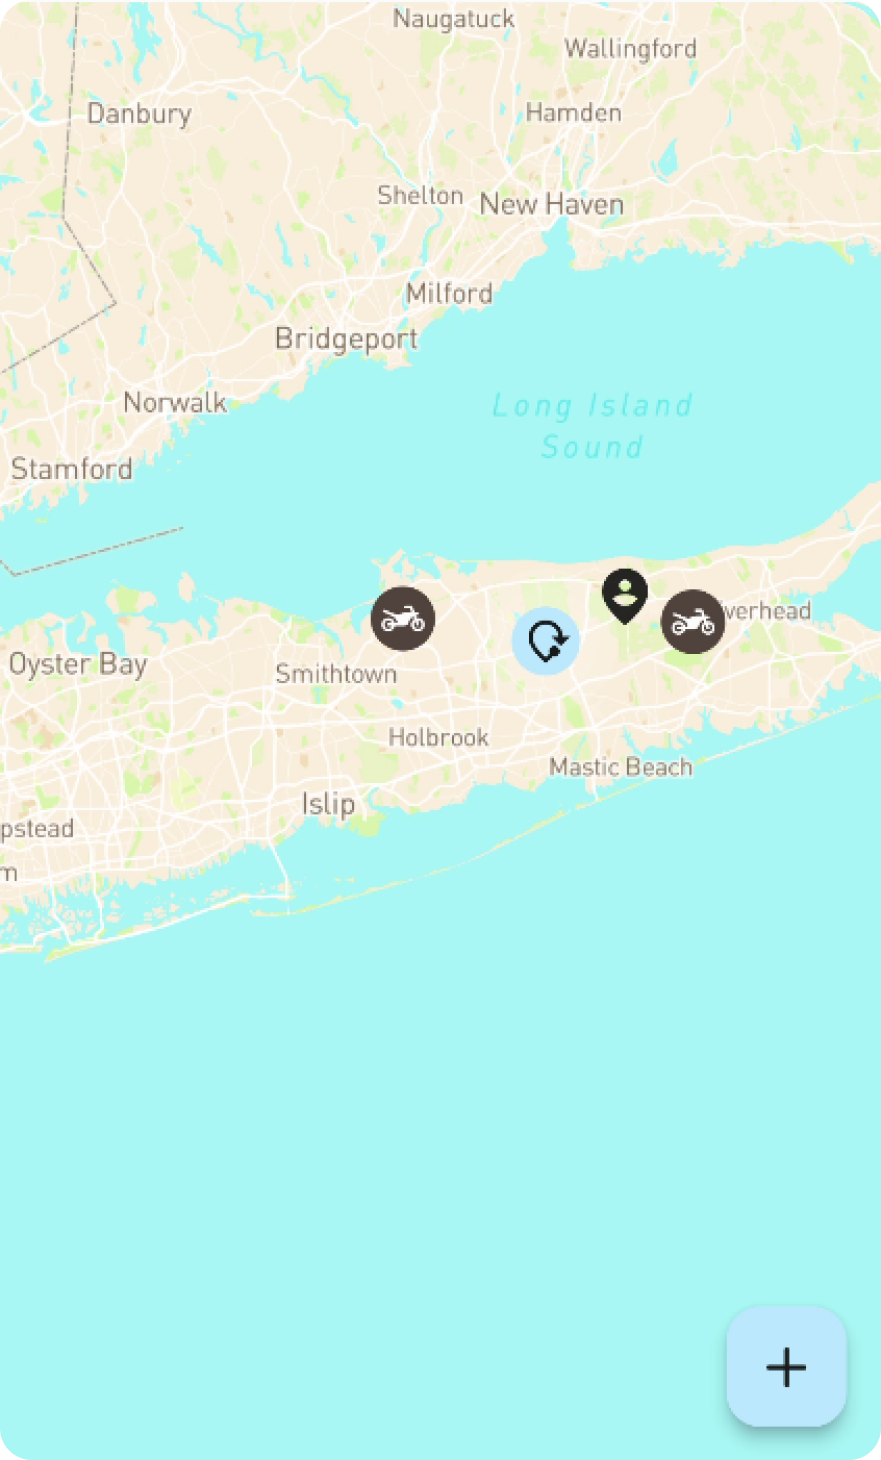 Naugatuck
Wallingford
Danbury
Hamden
Shelton
New Haven
Milford
Bridgeport
Long Island
Sound
Norwalk
Stamford
verhead
Oyster Bay
Smithtown
Holbrook
Mastic Beach
Islip
pstead
m